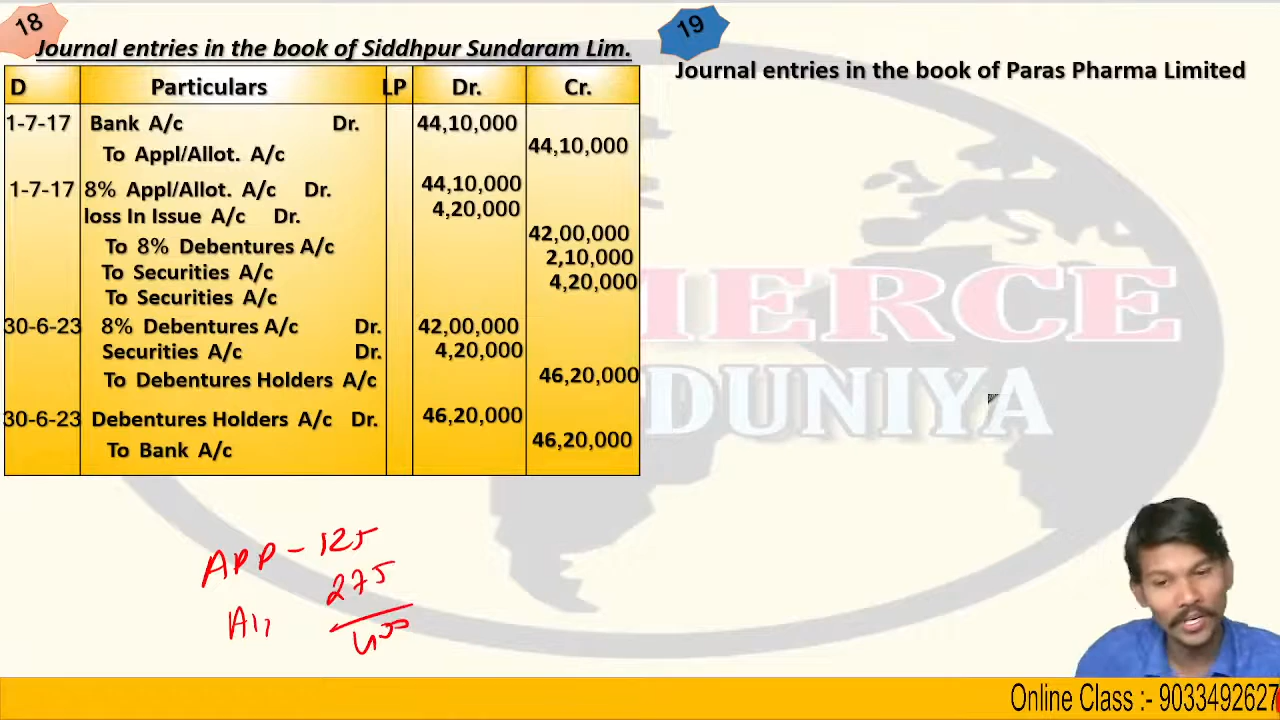 18
Journal entries in the book of Siddhpur Sundaram Lim.
D Particulars LP Dr. Cr.
1-7-17 Bank A/c Dr. 44,10,000
To Appl/Allot. A/c 44,10,000
1-7-17 8% Appl/Allot. A/c Dr. 44,10,000
loss In Issue A/c Dr. 4,20,000
To 8% Debentures A/c 42,00,000
To Securities A/c 2,10,000
To Securities A/c 4,20,000
30-6-23 8% Debentures A/c Dr. 42,00,000
Securities A/c Dr. 4,20,000
To Debentures Holders A/c 46,20,000
30-6-23 Debentures Holders A/c Dr. 46,20,000
To Bank A/c 46,20,000
APP - 125
275
400
19
Journal entries in the book of Paras Pharma Limited
MERCE
DUNIYA
Online Class :- 9033492627